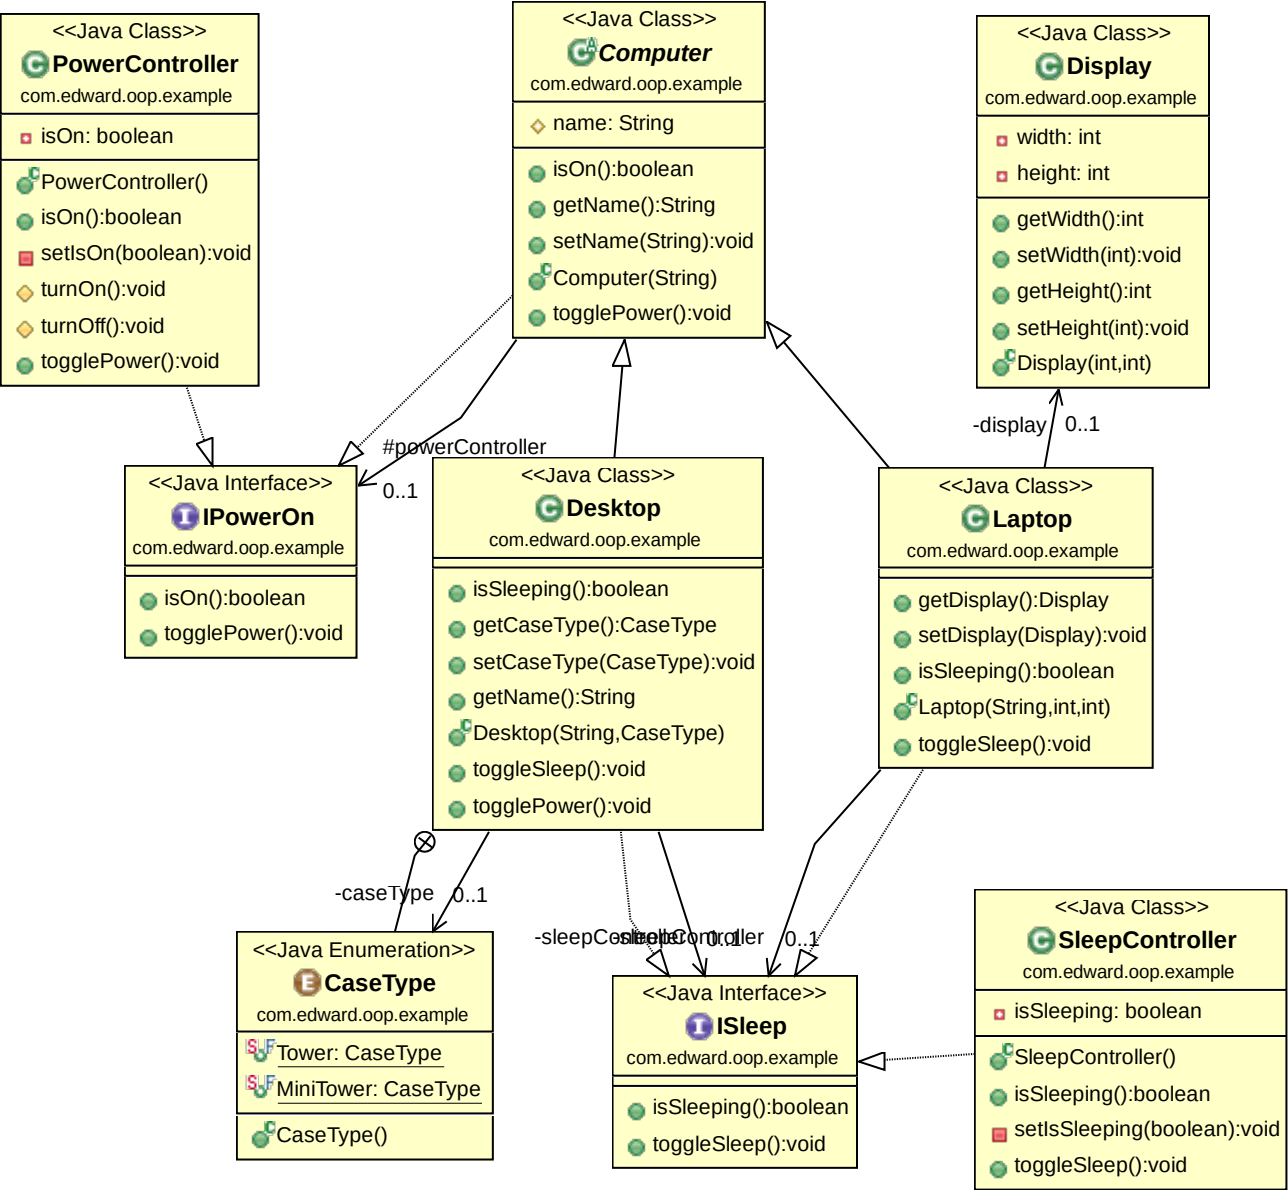 <<Java Class>>
PowerController
com.edward.oop.example
isOn: boolean
PowerController()
isOn():boolean
setIsOn(boolean):void
turnOn():void
turnOff():void
togglePower():void
<<Java Class>>
Computer
com.edward.oop.example
name: String
isOn():boolean
getName():String
setName(String):void
Computer(String)
togglePower():void
<<Java Class>>
Display
com.edward.oop.example
width: int
height: int
getWidth():int
setWidth(int):void
getHeight():int
setHeight(int):void
Display(int,int)
-display
0..1
#powerController
0..1
<<Java Interface>>
IPowerOn
com.edward.oop.example
isOn():boolean
togglePower():void
<<Java Class>>
Desktop
com.edward.oop.example
isSleeping():boolean
getCaseType():CaseType
setCaseType(CaseType):void
getName():String
Desktop(String,CaseType)
toggleSleep():void
togglePower():void
<<Java Class>>
Laptop
com.edward.oop.example
getDisplay():Display
setDisplay(Display):void
isSleeping():boolean
Laptop(String,int,int)
toggleSleep():void
-caseType
0..1
-sleepController
-sleepController
0..1
0..1
<<Java Enumeration>>
CaseType
com.edward.oop.example
Tower: CaseType
MiniTower: CaseType
CaseType()
<<Java Interface>>
ISleep
com.edward.oop.example
isSleeping():boolean
toggleSleep():void
<<Java Class>>
SleepController
com.edward.oop.example
isSleeping: boolean
SleepController()
isSleeping():boolean
setIsSleeping(boolean):void
toggleSleep():void